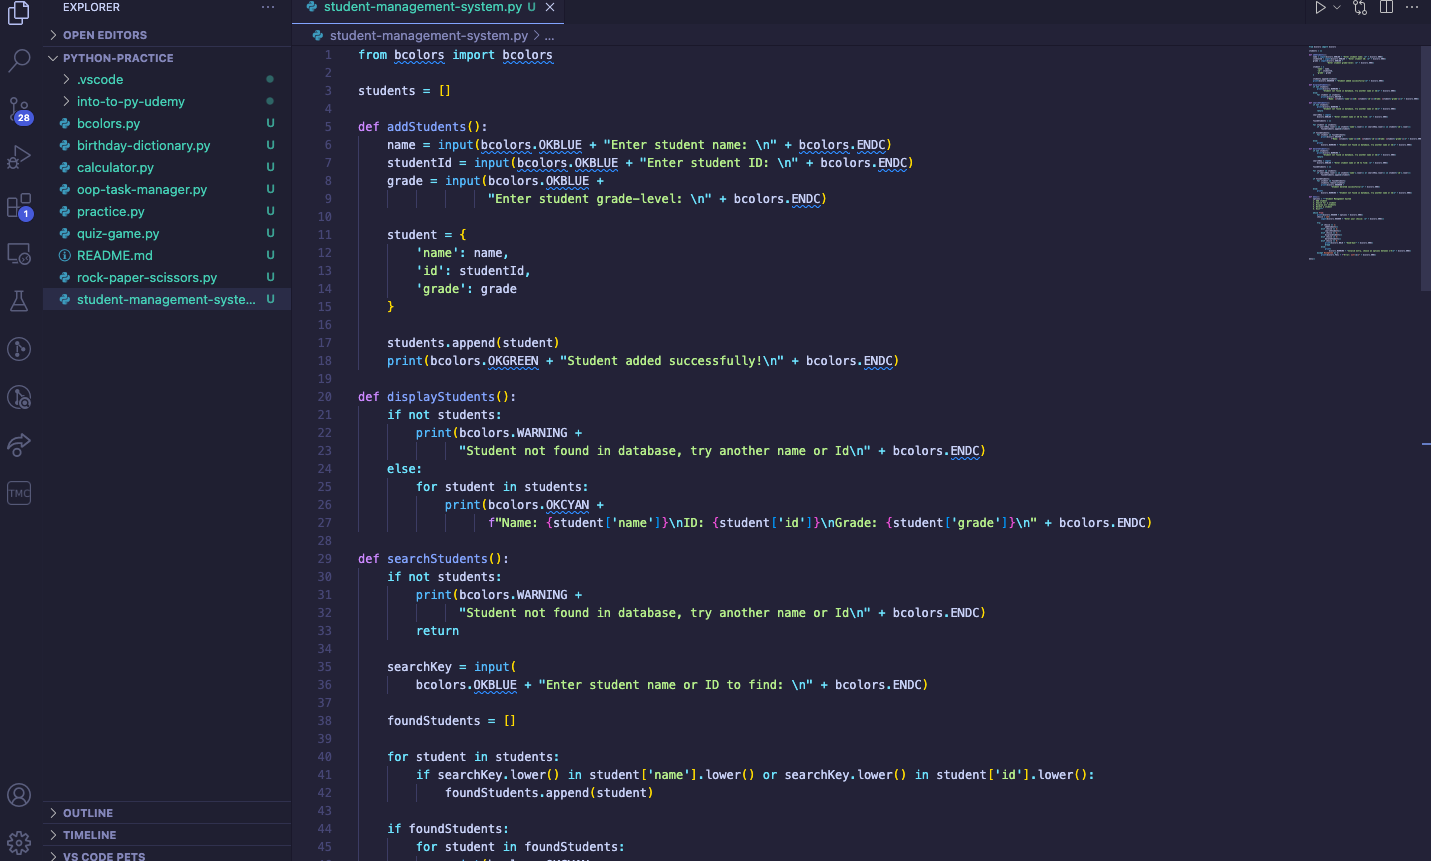 EXPLORER
OPEN EDITORS
PYTHON-PRACTICE
.vscode
into-to-py-udemy
bcolors.py U
birthday-dictionary.py U
calculator.py U
oop-task-manager.py U
practice.py U
quiz-game.py U
README.md U
rock-paper-scissors.py U
student-management-syste... U
28
1
TMC
OUTLINE
TIMELINE
VS CODE PETS
student-management-system.py U
student-management-system.py > ...
1 from bcolors import bcolors
2
3 students = []
4
5 def addStudents():
6 name = input(bcolors.OKBLUE + "Enter student name: \n" + bcolors.ENDC)
7 studentId = input(bcolors.OKBLUE + "Enter student ID: \n" + bcolors.ENDC)
8 grade = input(bcolors.OKBLUE +
9 "Enter student grade-level: \n" + bcolors.ENDC)
10
11 student = {
12 'name': name,
13 'id': studentId,
14 'grade': grade
15 }
16
17 students.append(student)
18 print(bcolors.OKGREEN + "Student added successfully!\n" + bcolors.ENDC)
19
20 def displayStudents():
21 if not students:
22 print(bcolors.WARNING +
23 "Student not found in database, try another name or Id\n" + bcolors.ENDC)
24 else:
25 for student in students:
26 print(bcolors.OKCYAN +
27 f"Name: {student['name']}\nID: {student['id']}\nGrade: {student['grade']}\n" + bcolors.ENDC)
28
29 def searchStudents():
30 if not students:
31 print(bcolors.WARNING +
32 "Student not found in database, try another name or Id\n" + bcolors.ENDC)
33 return
34
35 searchKey = input(
36 bcolors.OKBLUE + "Enter student name or ID to find: \n" + bcolors.ENDC)
37
38 foundStudents = []
39
40 for student in students:
41 if searchKey.lower() in student['name'].lower() or searchKey.lower() in student['id'].lower():
42 foundStudents.append(student)
43
44 if foundStudents:
45 for student in foundStudents: